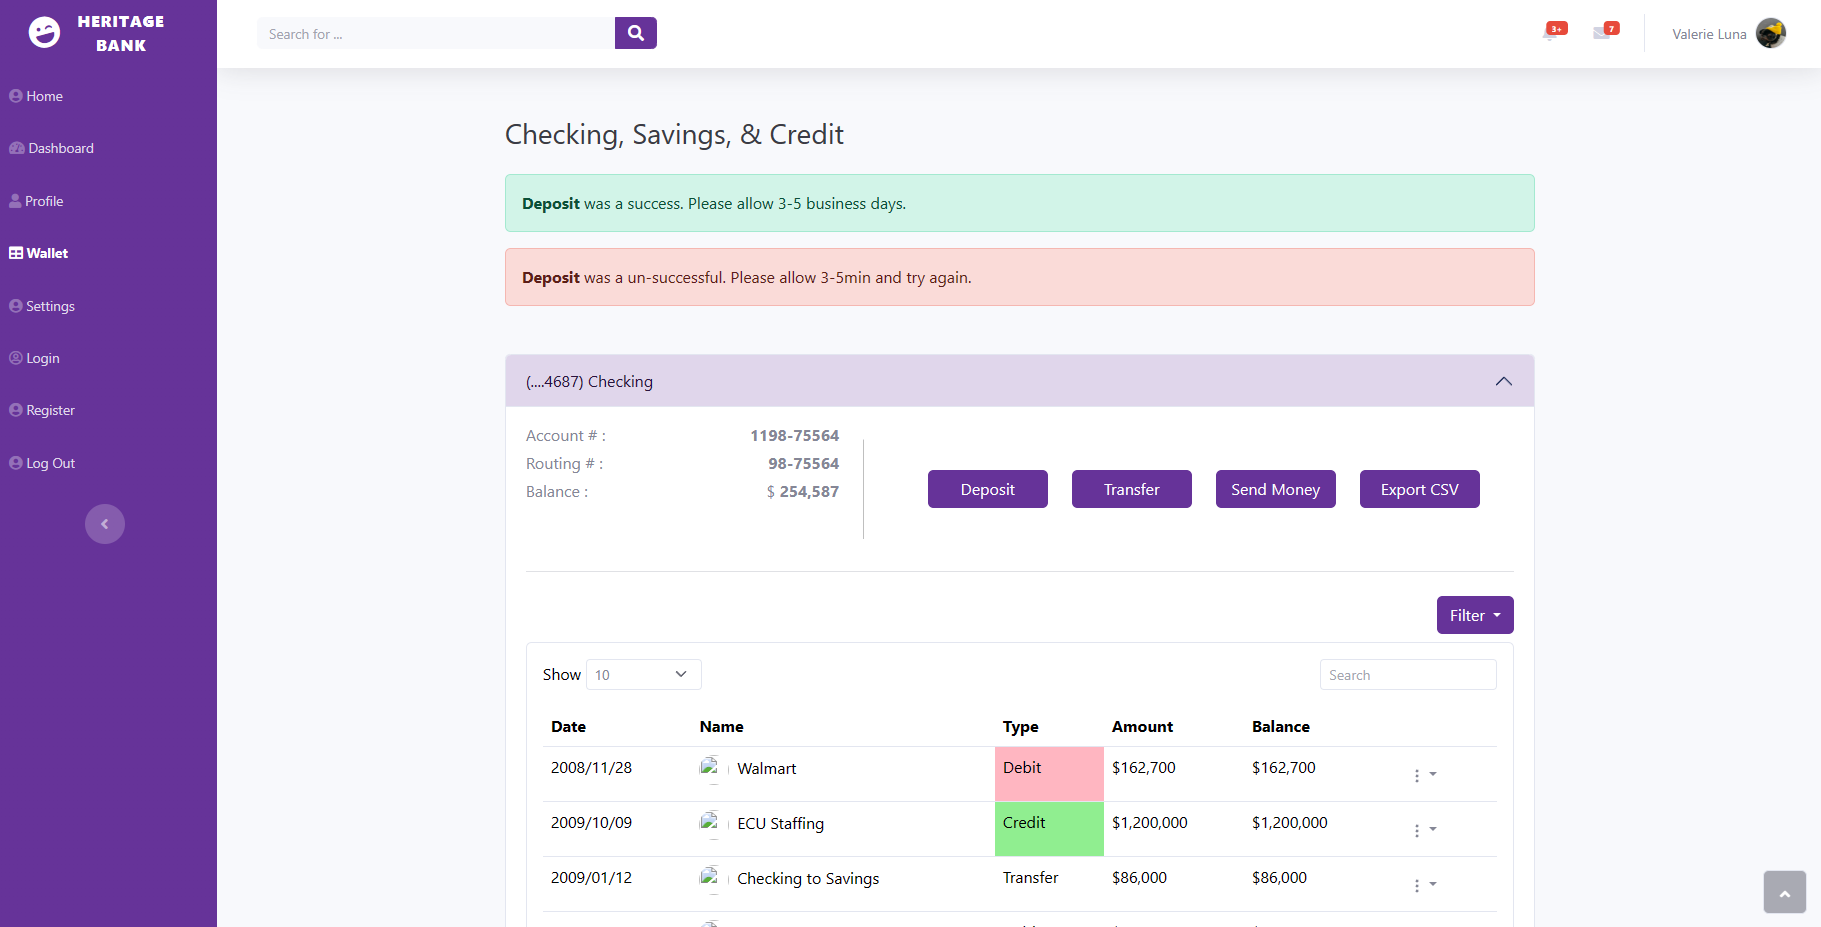 HERITAGE
BANK
Search for ...
3+
7
Valerie Luna
Home
Dashboard
Profile
Wallet
Settings
Login
Register
Log Out
Checking, Savings, & Credit
Deposit was a success. Please allow 3-5 business days.
Deposit was a un-successful. Please allow 3-5min and try again.
(....4687) Checking
Account # : 1198-75564
Routing # : 98-75564
Balance : $ 254,587
Deposit Transfer Send Money Export CSV
Filter
Show 10 Search
Date Name Type Amount Balance
2008/11/28 Walmart Debit $162,700 $162,700
2009/10/09 ECU Staffing Credit $1,200,000 $1,200,000
2009/01/12 Checking to Savings Transfer $86,000 $86,000